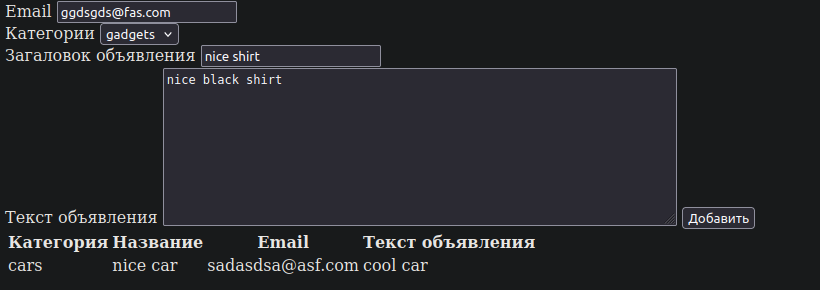 Email ggdsgds@fas.com
Категории gadgets
Загаловок объявления nice shirt
nice black shirt
Текст объявления Добавить
Категория Название Email Текст объявления
cars nice car sadasdsa@asf.com cool car